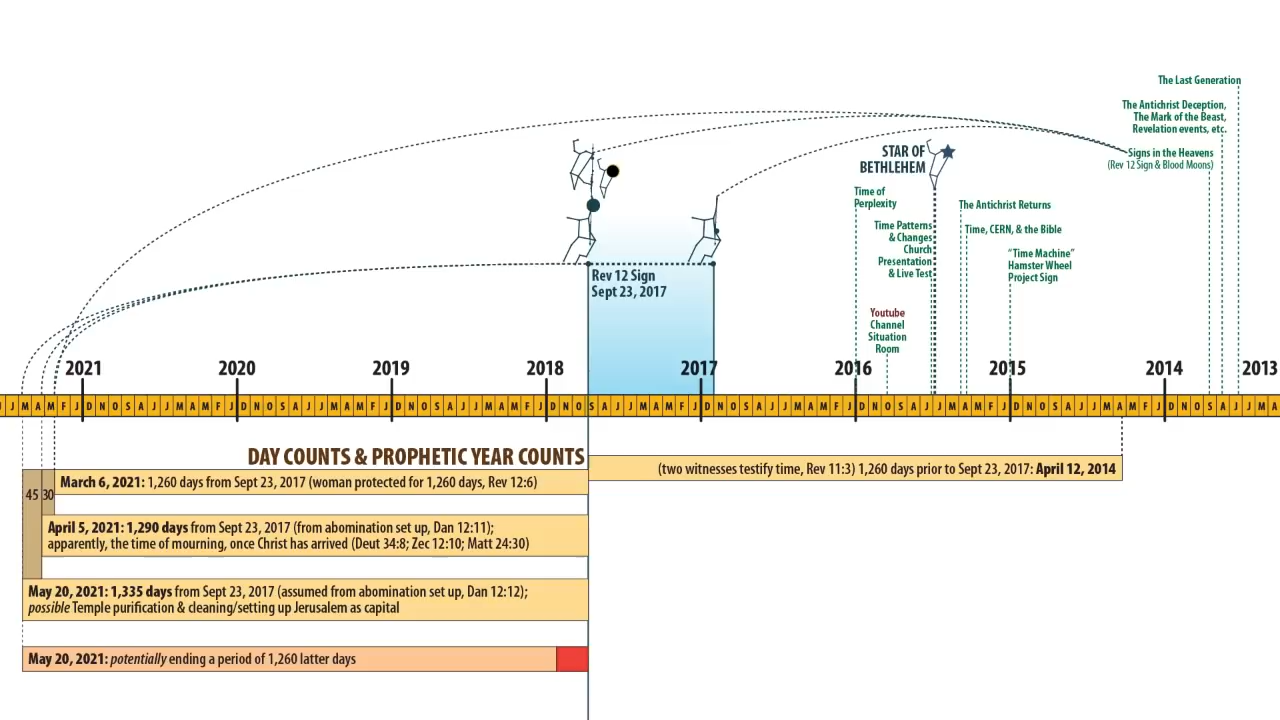 The Last Generation
The Antichrist Deception,
The Mark of the Beast,
Revelation events, etc.
Signs in the Heavens
(Rev 12 Sign & Blood Moons)
STAR OF
BETHLEHEM
Time of
Perplexity
The Antichrist Returns
Time Patterns
& Changes
Church
Presentation
& Live Test
Time, CERN, & the Bible
"Time Machine"
Hamster Wheel
Project Sign
Rev 12 Sign
Sept 23, 2017
Youtube
Channel
Situation
Room
2021 2020 2019 2018 2017 2016 2015 2014 2013
J J M A M F J D N O S A J J M A M F J D N O S A J J M A M F J D N O S A J J M A M F J D N O S A J J M A M F J D N O S A J J M A M F J D N O S A J J M A M F J D N O S A J J M A M F J D N O S A J J M A
DAY COUNTS & PROPHETIC YEAR COUNTS
(two witnesses testify time, Rev 11:3) 1,260 days prior to Sept 23, 2017: April 12, 2014
45 30
March 6, 2021: 1,260 days from Sept 23, 2017 (woman protected for 1,260 days, Rev 12:6)
April 5, 2021: 1,290 days from Sept 23, 2017 (from abomination set up, Dan 12:11);
apparently, the time of mourning, once Christ has arrived (Deut 34:8; Zec 12:10; Matt 24:30)
May 20, 2021: 1,335 days from Sept 23, 2017 (assumed from abomination set up, Dan 12:12);
possible Temple purification & cleaning/setting up Jerusalem as capital
May 20, 2021: potentially ending a period of 1,260 latter days